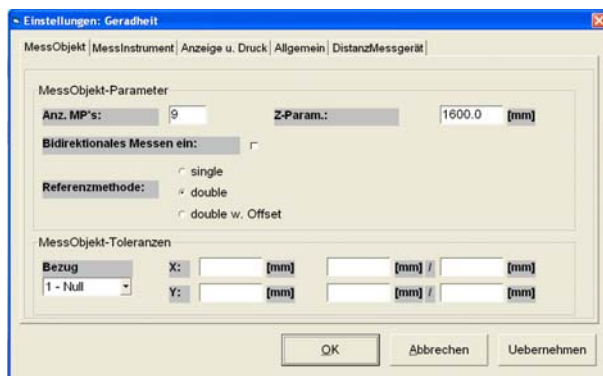 Einstellungen: Geradheit
MessObjekt MessInstrument Anzeige u. Druck Allgemein DistanzMessgerät
MessObjekt-Parameter
Anz. MP's: 9 Z-Param.: 1600.0 [mm]
Bidirektionales Messen ein:
single
Referenzmethode: double
double w. Offset
MessObjekt-Toleranzen
Bezug X: [mm] [mm] / [mm]
1 - Null Y: [mm] [mm] / [mm]
OK Abbrechen Uebernehmen